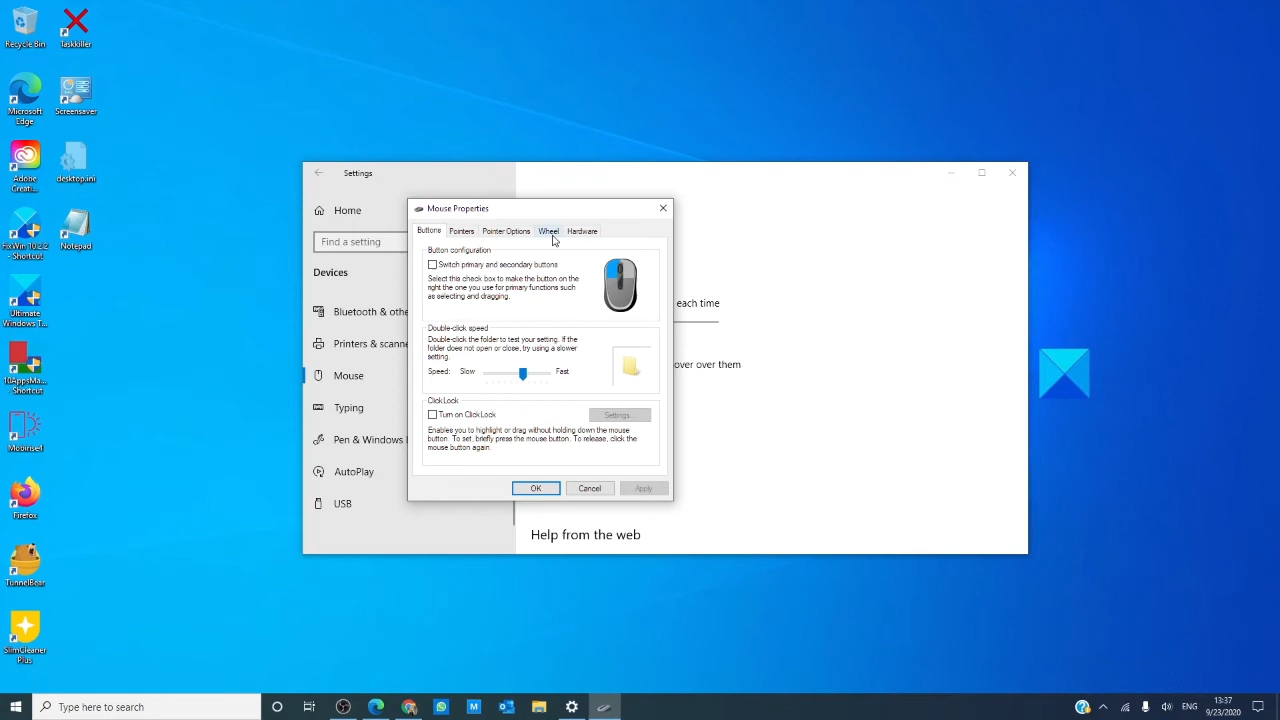 Recycle Bin
Taskkiller
Microsoft
Edge
Screensaver
Adobe
Creati...
desktop.ini
FixWin 10.2.2
- Shortcut
Notepad
Ultimate
Windows T...
10AppsMa...
- Shortcut
Mobirise4
Firefox
TunnelBear
SlimCleaner
Plus
Settings
Home
Find a setting
Devices
Bluetooth & othe
Printers & scanne
Mouse
Typing
Pen & Windows I
AutoPlay
USB
each time
over over them
Help from the web
Mouse Properties
Buttons
Pointers
Pointer Options
Wheel
Hardware
Button configuration
Switch primary and secondary buttons
Select this check box to make the button on the
right the one you use for primary functions such
as selecting and dragging.
Double-click speed
Double-click the folder to test your setting. If the
folder does not open or close, try using a slower
setting.
Speed: Slow Fast
ClickLock
Turn on ClickLock
Settings...
Enables you to highlight or drag without holding down the mouse
button. To set, briefly press the mouse button. To release, click the
mouse button again.
OK
Cancel
Apply
Type here to search
ENG
13:37
9/23/2020